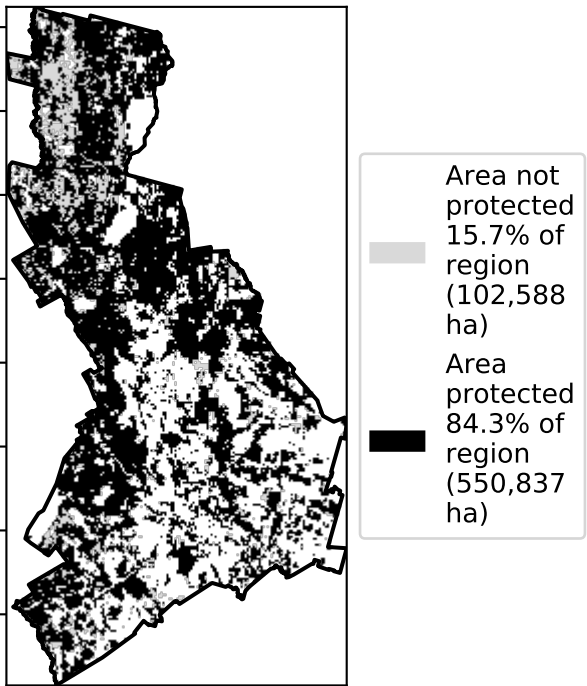 Area not
protected
15.7% of
region
(102,588
ha)
Area
protected
84.3% of
region
(550,837
ha)